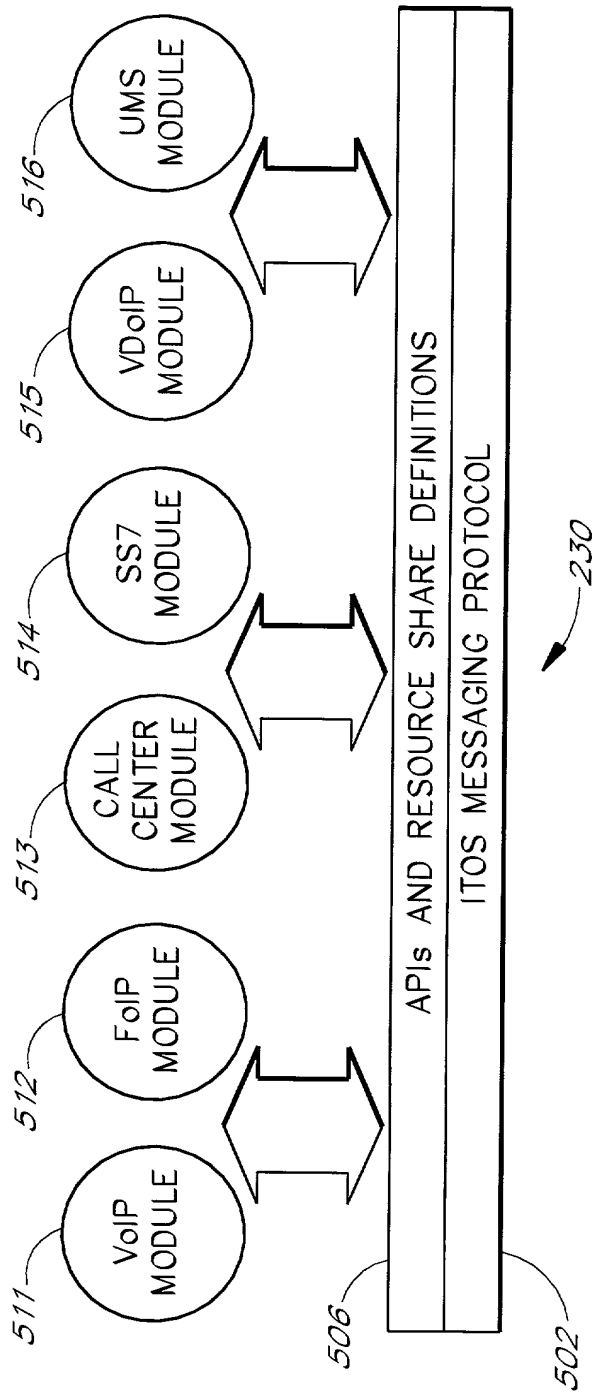 511
VoIP
MODULE
512
FoIP
MODULE
513
CALL
CENTER
MODULE
514
SS7
MODULE
515
VDoIP
MODULE
516
UMS
MODULE
506
APIs AND RESOURCE SHARE DEFINITIONS
502
ITOS MESSAGING PROTOCOL
230